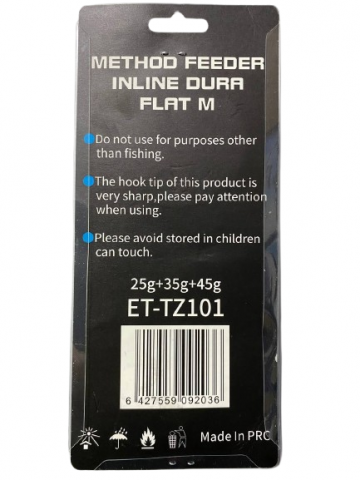 METHOD FEEDER
INLINE DURA
FLAT M
Do not use for purposes other
than fishing.
The hook tip of this product is
very sharp,please pay attention
when using.
Please avoid stored in children
can touch.
25g+35g+45g
ET-TZ101
6 427559 092036
Made In PRC